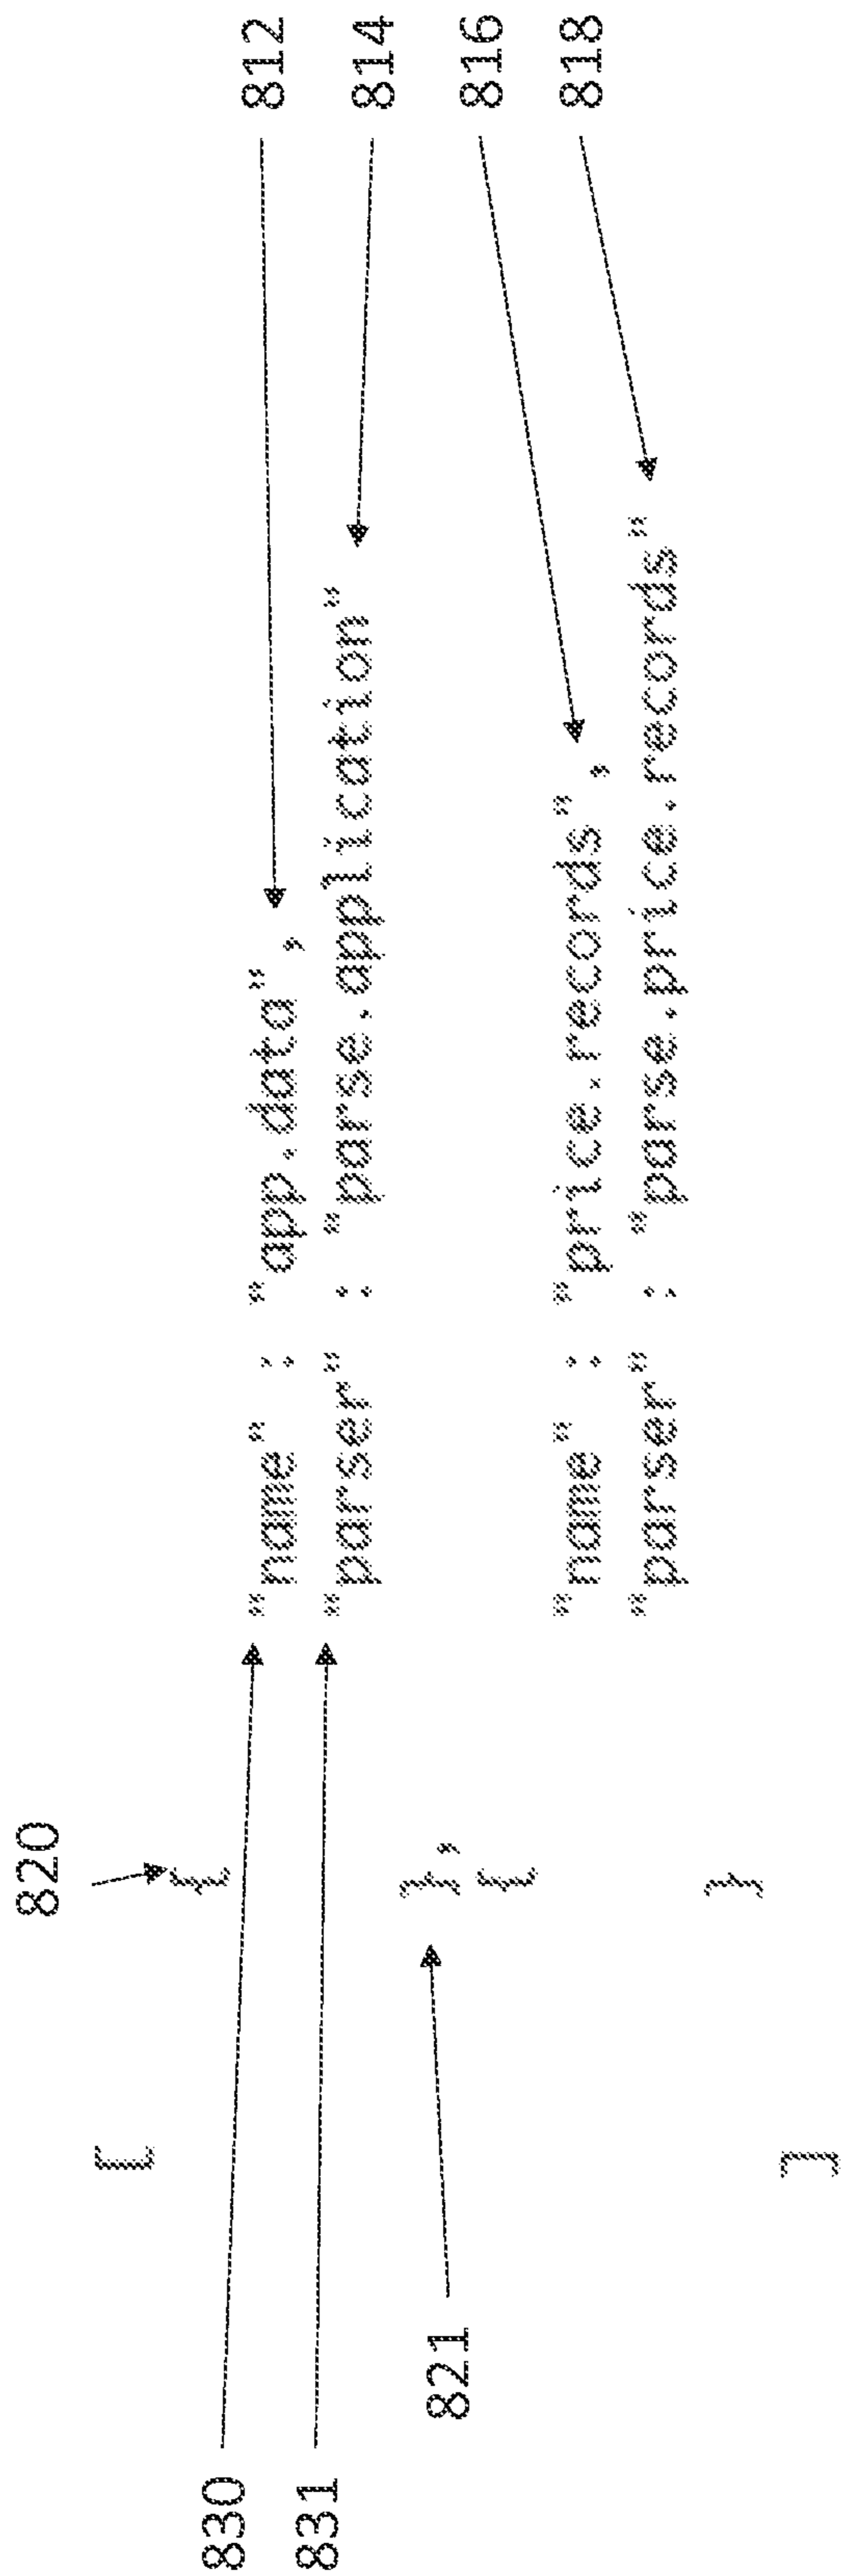 [
820
{
830 "name" : "app.data", 812
831 "parser" : "parse.application" 814
821 },
{
"name" : "price.records", 816
"parser" : "parse.price.records" 818
}
]